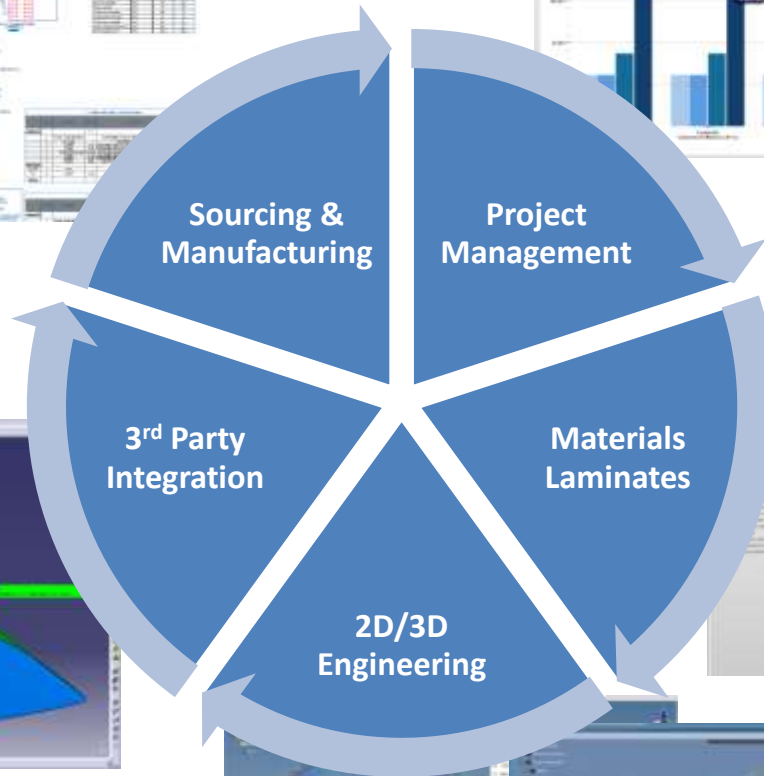 Sourcing &
Manufacturing
Project
Management
3rd Party
Integration
Materials
Laminates
2D/3D
Engineering